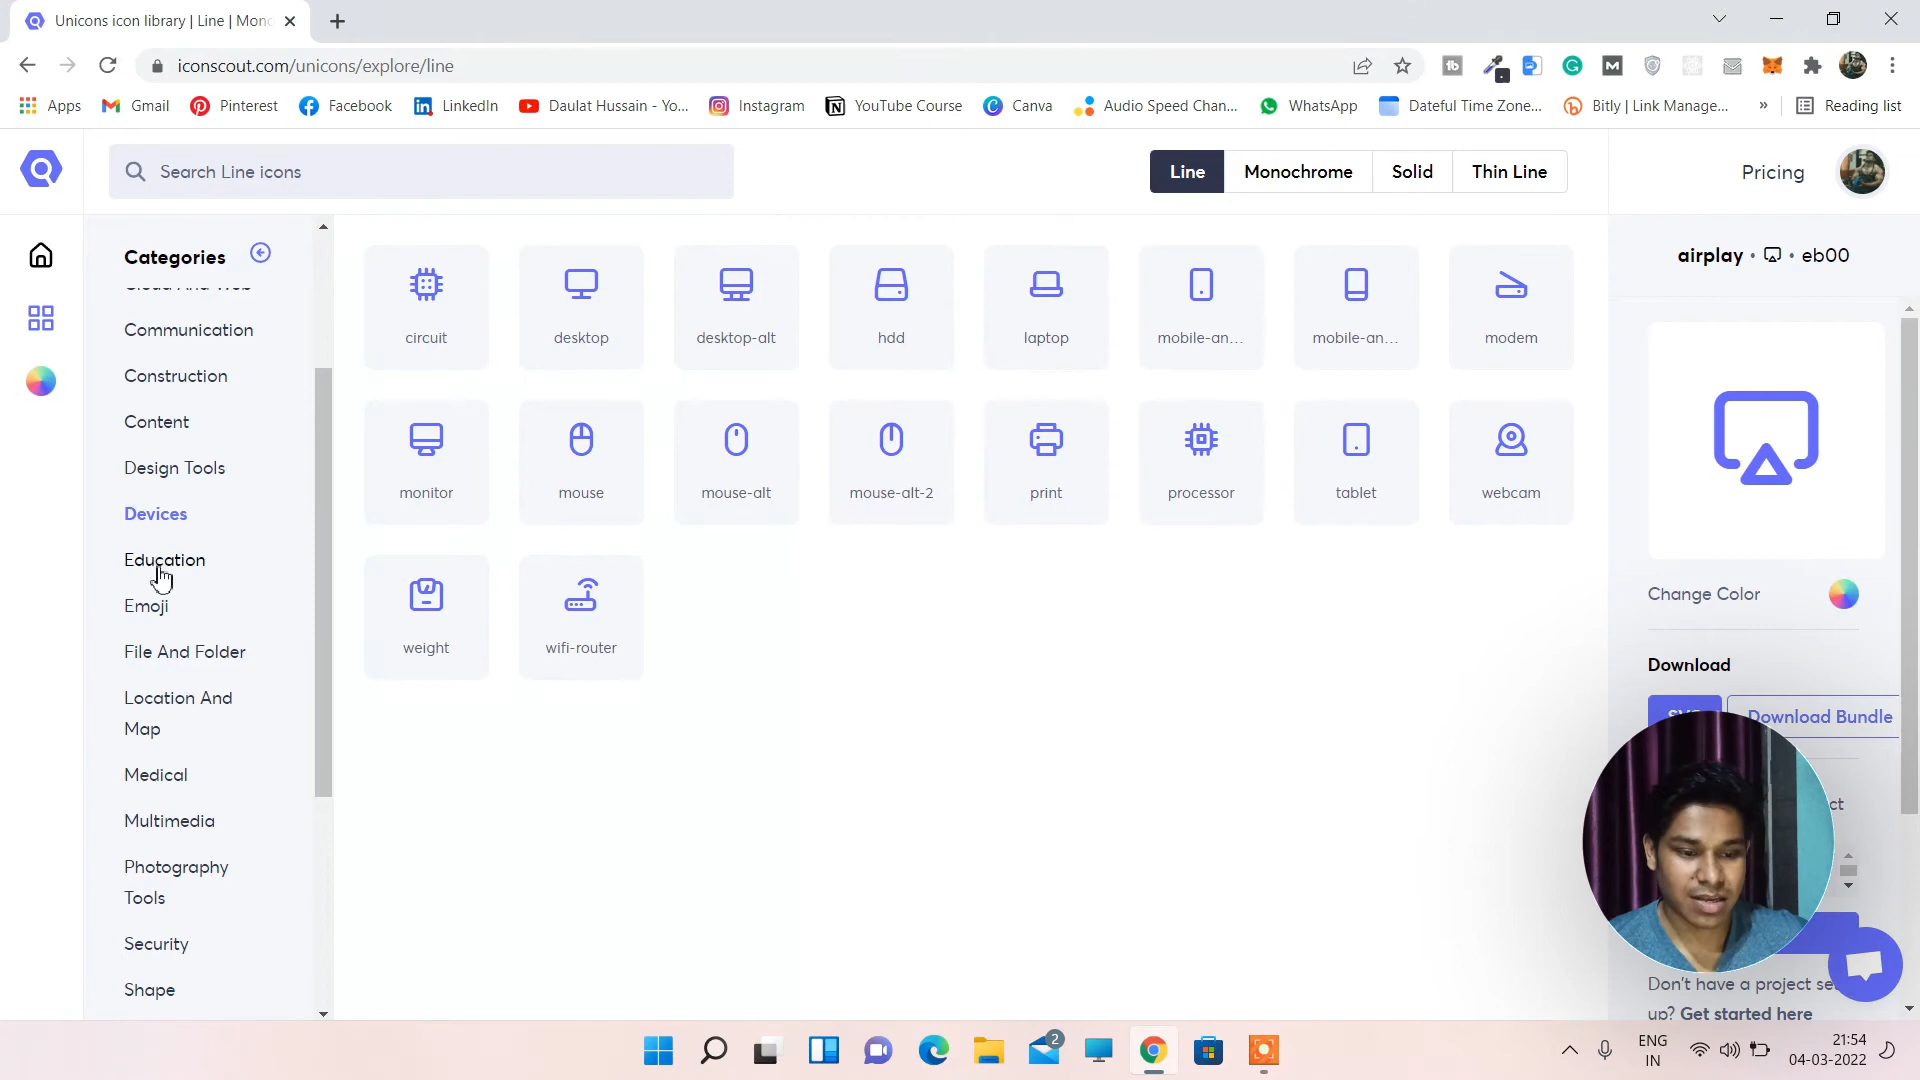 Unicons icon library | Line | Mono
iconscout.com/unicons/explore/line
Apps
Gmail
Pinterest
Facebook
LinkedIn
Daulat Hussain - Yo...
Instagram
YouTube Course
Canva
Audio Speed Chan...
WhatsApp
Dateful Time Zone...
Bitly | Link Manage...
»
Reading list
Search Line icons
Line
Monochrome
Solid
Thin Line
Pricing
Categories
Cloud And Web
Communication
Construction
Content
Design Tools
Devices
Education
Emoji
File And Folder
Location And
Map
Medical
Multimedia
Photography
Tools
Security
Shape
circuit
desktop
desktop-alt
hdd
laptop
mobile-an...
mobile-an...
modem
monitor
mouse
mouse-alt
mouse-alt-2
print
processor
tablet
webcam
weight
wifi-router
airplay • • eb00
Change Color
Download
Download Bundle
Don't have a project se
up? Get started here
2
ENG
IN
21:54
04-03-2022